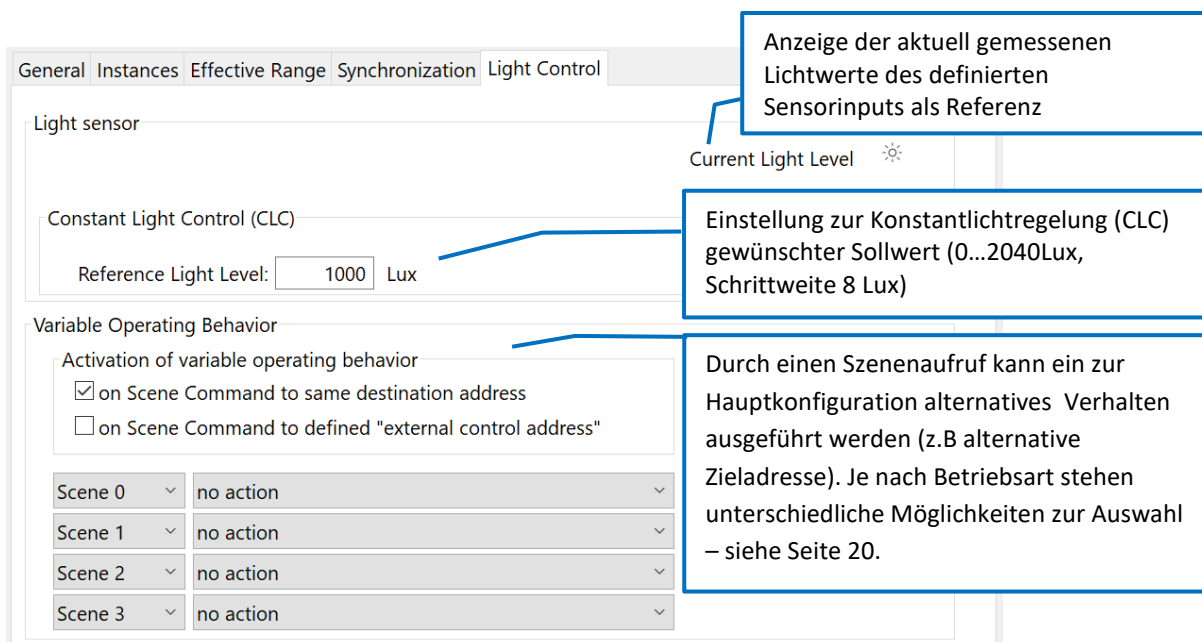 General Instances Effective Range Synchronization Light Control
Anzeige der aktuell gemessenen
Lichtwerte des definierten
Sensorinputs als Referenz
Light sensor
Current Light Level
Constant Light Control (CLC)
Reference Light Level: 1000 Lux
Einstellung zur Konstantlichtregelung (CLC)
gewünschter Sollwert (0…2040Lux,
Schrittweite 8 Lux)
Variable Operating Behavior
Activation of variable operating behavior
on Scene Command to same destination address
on Scene Command to defined "external control address"
Durch einen Szenenaufruf kann ein zur
Hauptkonfiguration alternatives Verhalten
ausgeführt werden (z.B alternative
Zieladresse). Je nach Betriebsart stehen
unterschiedliche Möglichkeiten zur Auswahl
– siehe Seite 20.
Scene 0 no action
Scene 1 no action
Scene 2 no action
Scene 3 no action